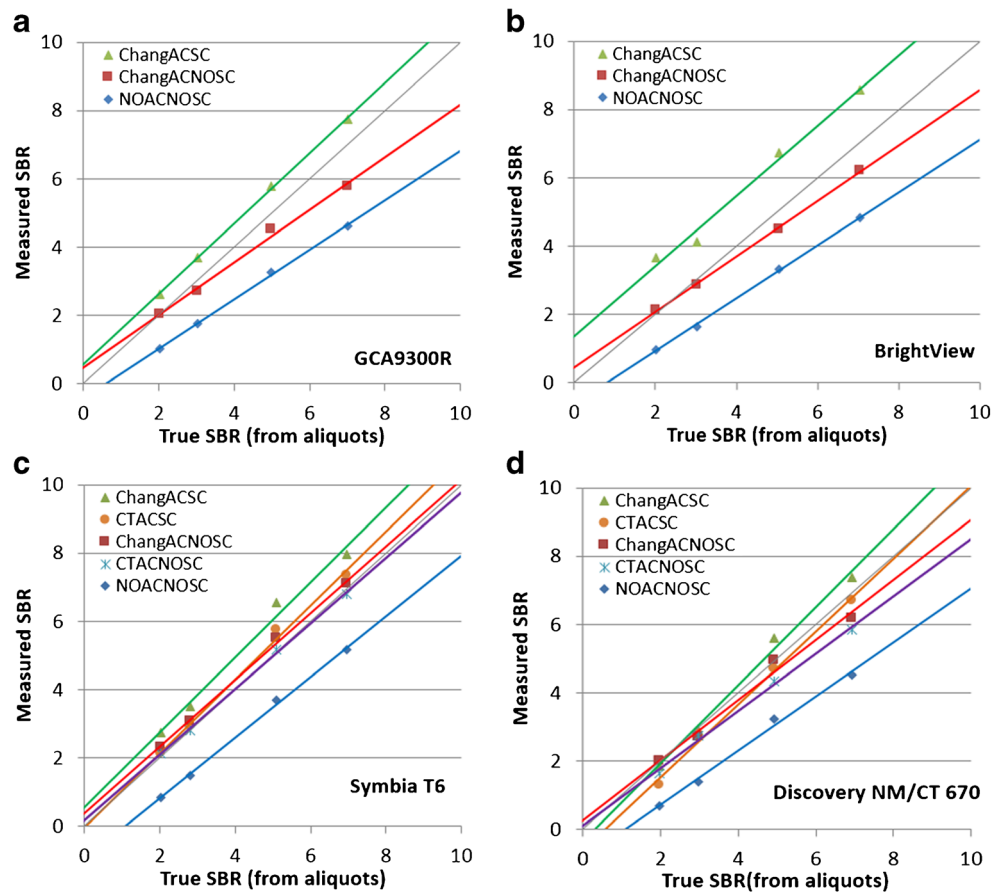 a
10
8
6
4
2
0
Measured SBR
ChangACSC
ChangACNOSC
NOACNOSC
GCA9300R
0 2 4 6 8 10
True SBR (from aliquots)
b
10
8
6
4
2
0
Measured SBR
ChangACSC
ChangACNOSC
NOACNOSC
BrightView
0 2 4 6 8 10
True SBR (from aliquots)
c
10
8
6
4
2
0
Measured SBR
ChangACSC
CTACSC
ChangACNOSC
CTACNOSC
NOACNOSC
Symbia T6
0 2 4 6 8 10
True SBR (from aliquots)
d
10
8
6
4
2
0
Measured SBR
ChangACSC
CTACSC
ChangACNOSC
CTACNOSC
NOACNOSC
Discovery NM/CT 670
0 2 4 6 8 10
True SBR(from aliquots)